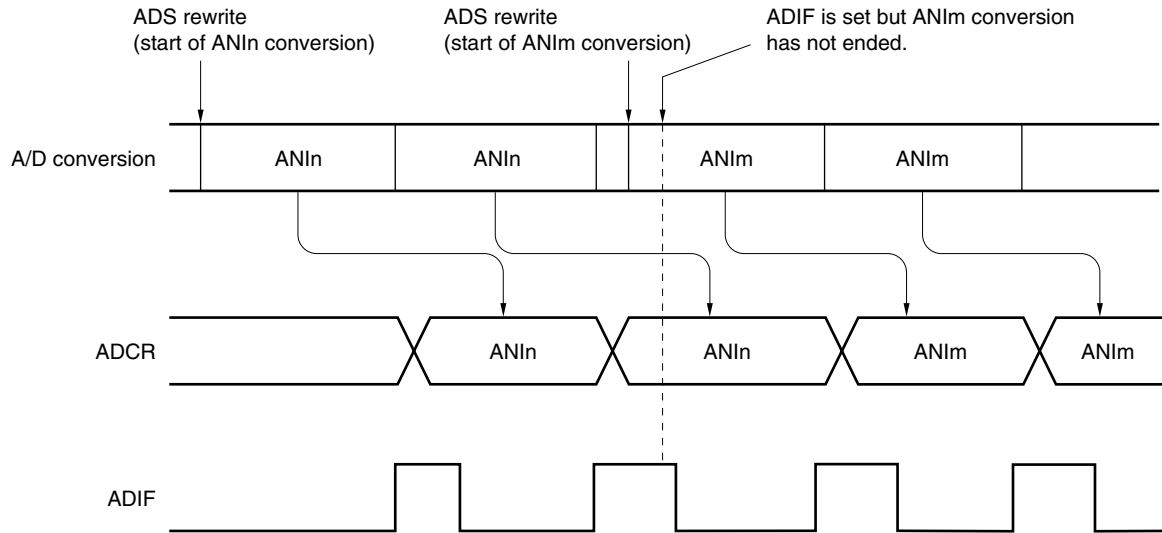 ADS rewrite
(start of ANIn conversion)
ADS rewrite
(start of ANIm conversion)
ADIF is set but ANIm conversion
has not ended.
A/D conversion
ANIn
ANIn
ANIm
ANIm
ADCR
ANIn
ANIn
ANIm
ANIm
ADIF